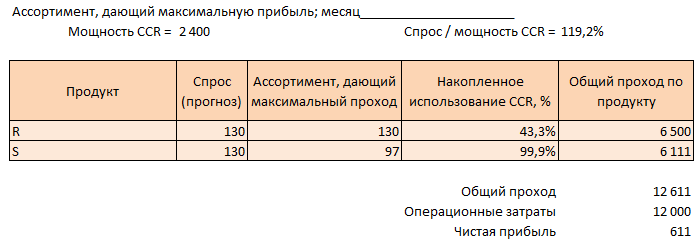 Ассортимент, дающий максимальную прибыль; месяц______________________
Мощность CCR = 2 400 Спрос / мощность CCR = 119,2%
Продукт Спрос (прогноз) Ассортимент, дающий максимальный проход Накопленное использование CCR, % Общий проход по продукту
R 130 130 43,3% 6 500
S 130 97 99,9% 6 111
Общий проход 12 611
Операционные затраты 12 000
Чистая прибыль 611